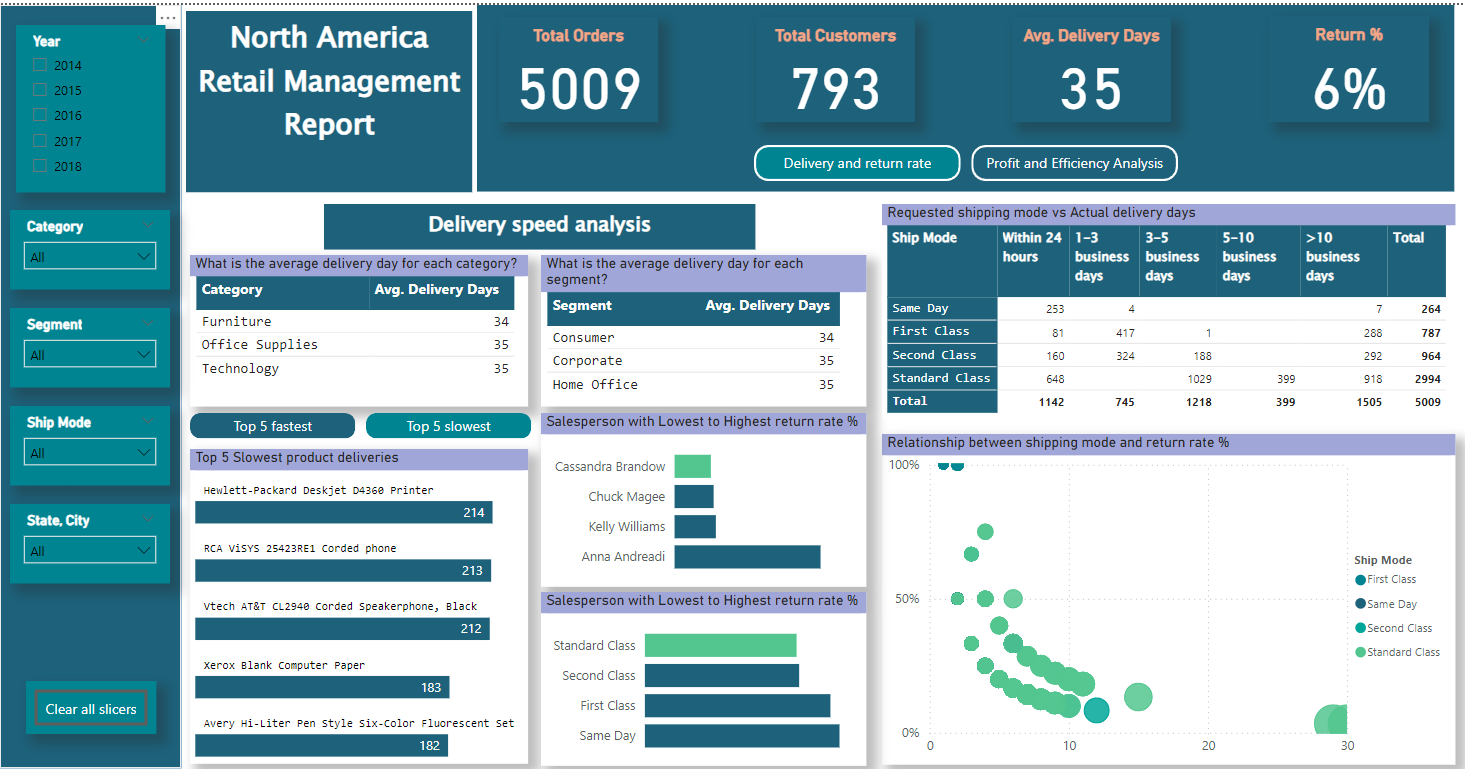 Year
2014
2015
2016
2017
2018
Category
All
Segment
All
Ship Mode
All
State, City
All
Clear all slicers
North America
Retail Management
Report
Total Orders
5009
Total Customers
793
Avg. Delivery Days
35
Return %
6%
Delivery and return rate
Profit and Efficiency Analysis
Delivery speed analysis
What is the average delivery day for each category?
Category Avg. Delivery Days
Furniture 34
Office Supplies 35
Technology 35
What is the average delivery day for each
segment?
Segment Avg. Delivery Days
Consumer 34
Corporate 35
Home Office 35
Top 5 fastest
Top 5 slowest
Top 5 Slowest product deliveries
Hewlett-Packard Deskjet D4360 Printer
214
RCA ViSYS 25423RE1 Corded phone
213
Vtech AT&T CL2940 Corded Speakerphone, Black
212
Xerox Blank Computer Paper
183
Avery Hi-Liter Pen Style Six-Color Fluorescent Set
182
Salesperson with Lowest to Highest return rate %
Cassandra Brandow
Chuck Magee
Kelly Williams
Anna Andreadi
Salesperson with Lowest to Highest return rate %
Standard Class
Second Class
First Class
Same Day
Requested shipping mode vs Actual delivery days
Ship Mode Within 24 1–3 3–5 5–10 >10 Total
hours business business business business
days days days days
Same Day 253 4 7 264
First Class 81 417 1 288 787
Second Class 160 324 188 292 964
Standard Class 648 1029 399 918 2994
Total 1142 745 1218 399 1505 5009
Relationship between shipping mode and return rate %
100%
50%
0%
0 10 20 30
Ship Mode
First Class
Same Day
Second Class
Standard Class